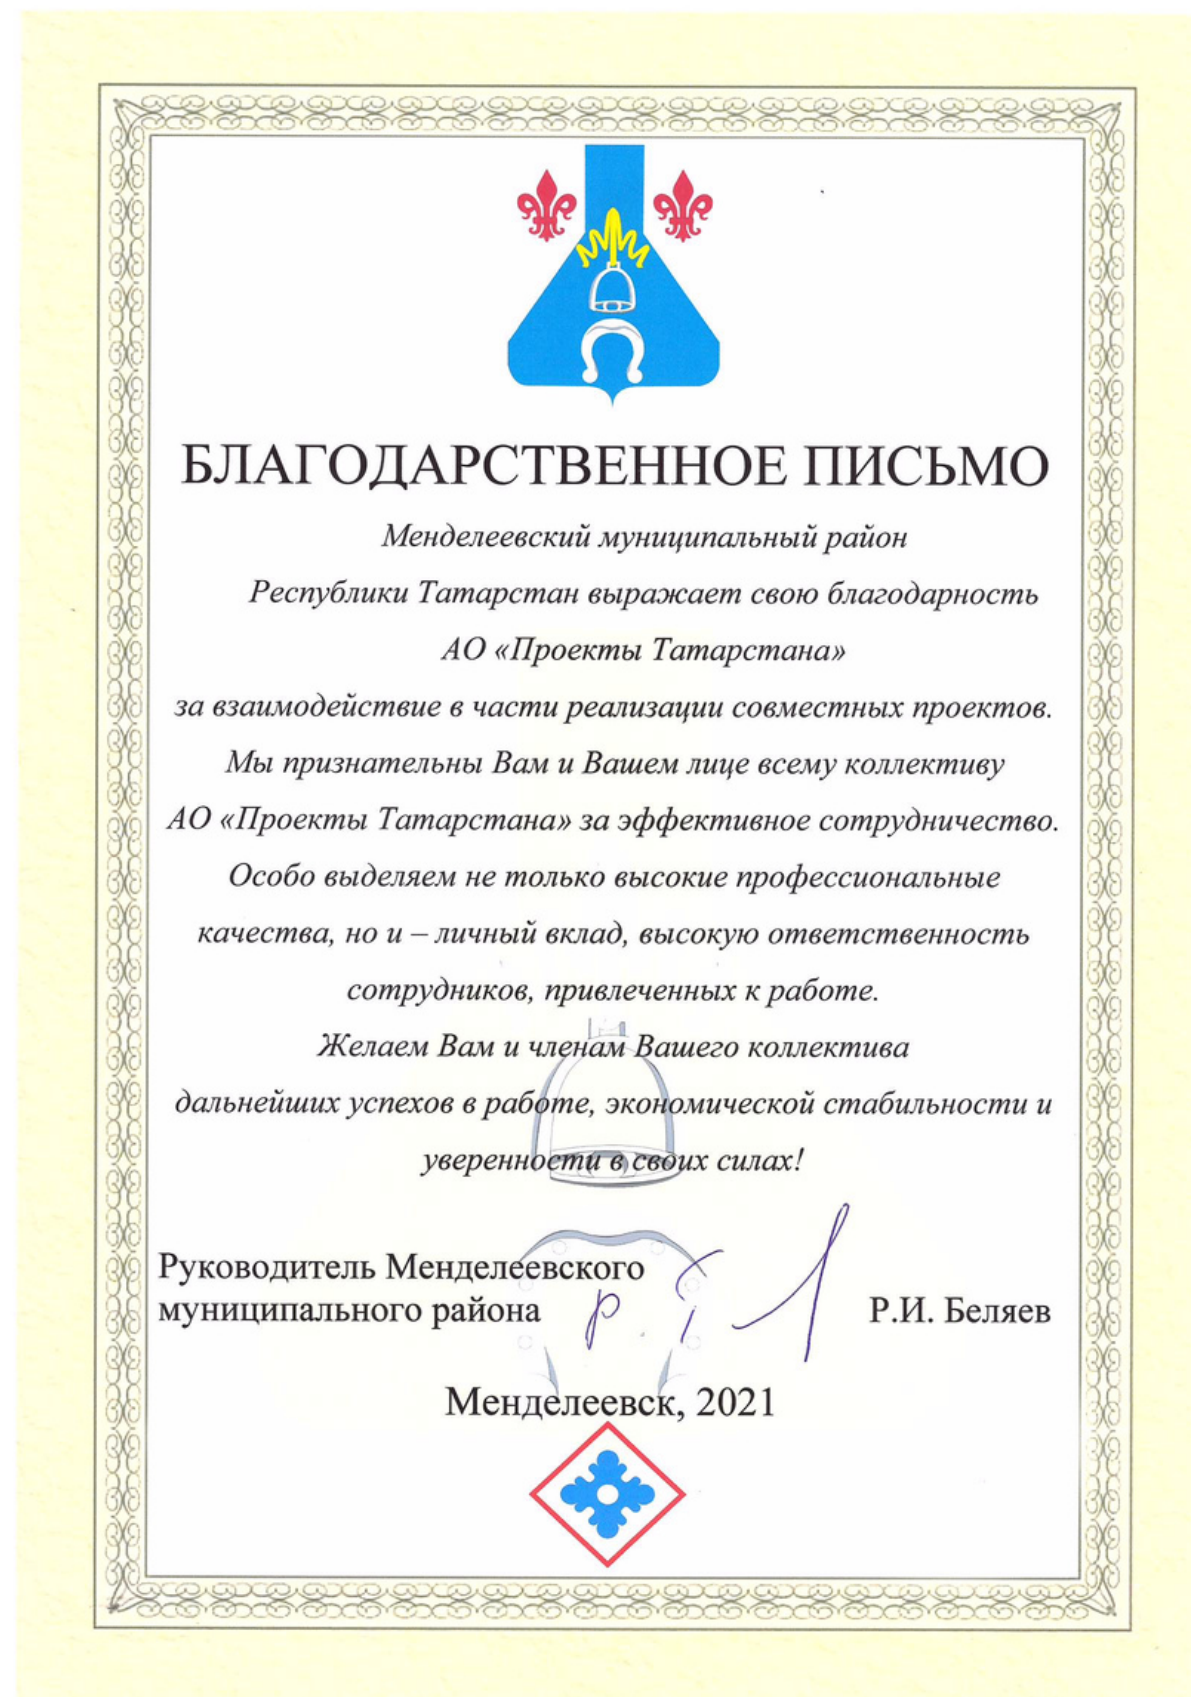 БЛАГОДАРСТВЕННОЕ ПИСЬМО
Менделеевский муниципальный район
Республики Татарстан выражает свою благодарность
АО «Проекты Татарстана»
за взаимодействие в части реализации совместных проектов.
Мы признательны Вам и Вашем лице всему коллективу
АО «Проекты Татарстана» за эффективное сотрудничество.
Особо выделяем не только высокие профессиональные
качества, но и – личный вклад, высокую ответственность
сотрудников, привлеченных к работе.
Желаем Вам и членам Вашего коллектива
дальнейших успехов в работе, экономической стабильности и
уверенности в своих силах!
Руководитель Менделеевского
муниципального района Р.И. Беляев
Менделеевск, 2021